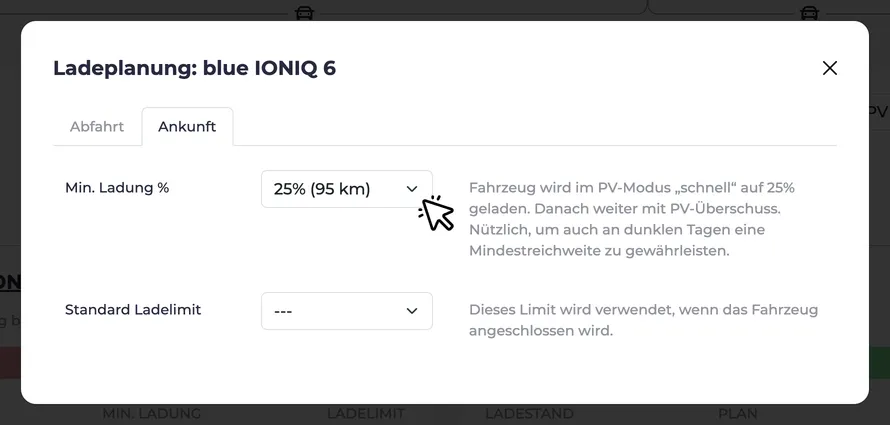 Ladeplanung: blue IONIQ 6
Abfahrt
Ankunft
PV
Min. Ladung %
25% (95 km)
Fahrzeug wird im PV-Modus „schnell“ auf 25%
geladen. Danach weiter mit PV-Überschuss.
Nützlich, um auch an dunklen Tagen eine
Mindestreichweite zu gewährleisten.
Standard Ladelimit
---
Dieses Limit wird verwendet, wenn das Fahrzeug
angeschlossen wird.
MIN. LADUNG
LADELIMIT
LADESTAND
PLAN